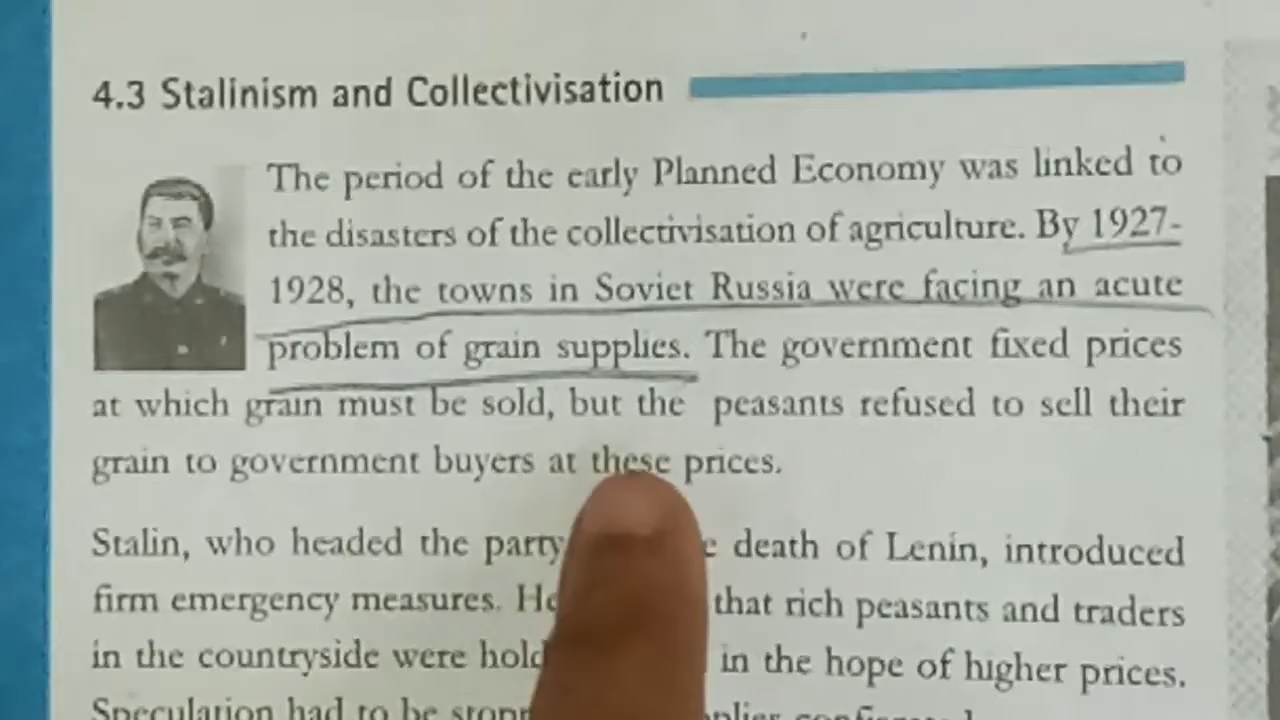 4.3 Stalinism and Collectivisation
The period of the early Planned Economy was linked to
the disasters of the collectivisation of agriculture. By 1927-
1928, the towns in Soviet Russia were facing an acute
problem of grain supplies. The government fixed prices
at which grain must be sold, but the peasants refused to sell their
grain to government buyers at these prices.
Stalin, who headed the party death of Lenin, introduced
firm emergency measures. that rich peasants and traders
in the countryside were in the hope of higher prices.
Speculation had to be